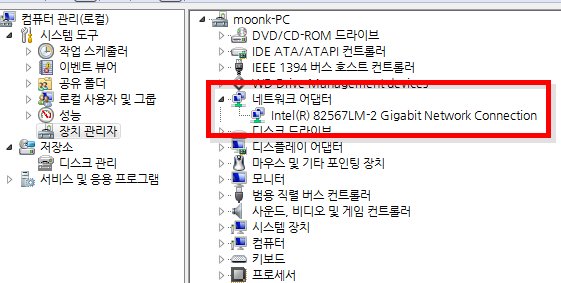 컴퓨터 관리(로컬)
시스템 도구
작업 스케줄러
이벤트 뷰어
공유 폴더
로컬 사용자 및 그룹
성능
장치 관리자
저장소
디스크 관리
서비스 및 응용 프로그램
moonk-PC
DVD/CD-ROM 드라이브
IDE ATA/ATAPI 컨트롤러
IEEE 1394 버스 호스트 컨트롤러
WD Drive Management devices
네트워크 어댑터
Intel(R) 82567LM-2 Gigabit Network Connection
디스크 드라이브
디스플레이 어댑터
마우스 및 기타 포인팅 장치
모니터
범용 직렬 버스 컨트롤러
사운드, 비디오 및 게임 컨트롤러
시스템 장치
컴퓨터
키보드
프로세서